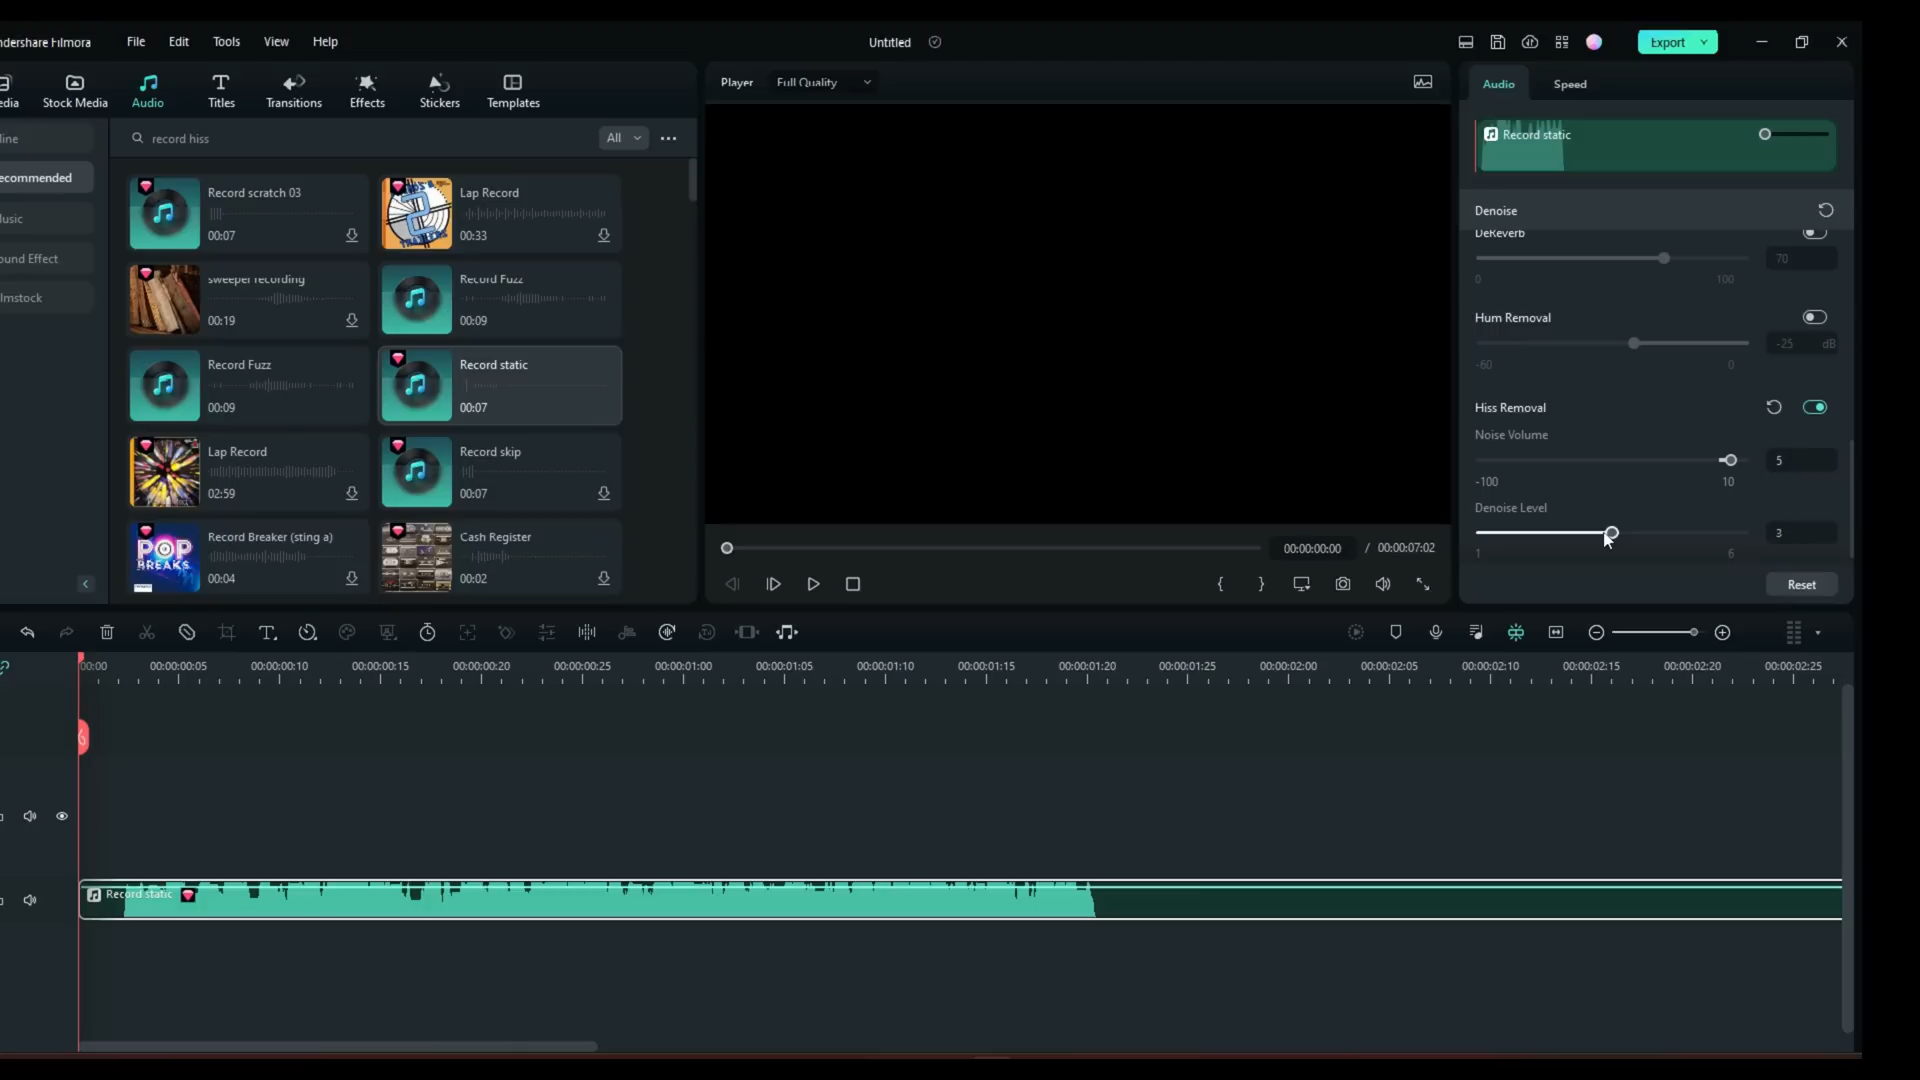 ndershare Filmora File Edit Tools View Help Untitled Export
edia Stock Media Audio Titles Transitions Effects Stickers Templates
Player Full Quality
Audio Speed
line
ecommended
usic
ound Effect
lmstock
record hiss All
Record scratch 03
00:07
Lap Record
00:33
sweeper recording
00:19
Record Fuzz
00:09
Record Fuzz
00:09
Record static
00:07
Lap Record
02:59
Record skip
00:07
Record Breaker (sting a)
00:04
Cash Register
00:02
POP
BREAKS
00:00:00:00 / 00:00:07:02
Record static
Denoise
DeReverb
70
0 100
Hum Removal
-25 dB
-60 0
Hiss Removal
Noise Volume
5
-100 10
Denoise Level
3
1 6
Reset
00:00 00:00:00:05 00:00:00:10 00:00:00:15 00:00:00:20 00:00:00:25 00:00:01:00 00:00:01:05 00:00:01:10 00:00:01:15 00:00:01:20 00:00:01:25 00:00:02:00 00:00:02:05 00:00:02:10 00:00:02:15 00:00:02:20 00:00:02:25
Record static